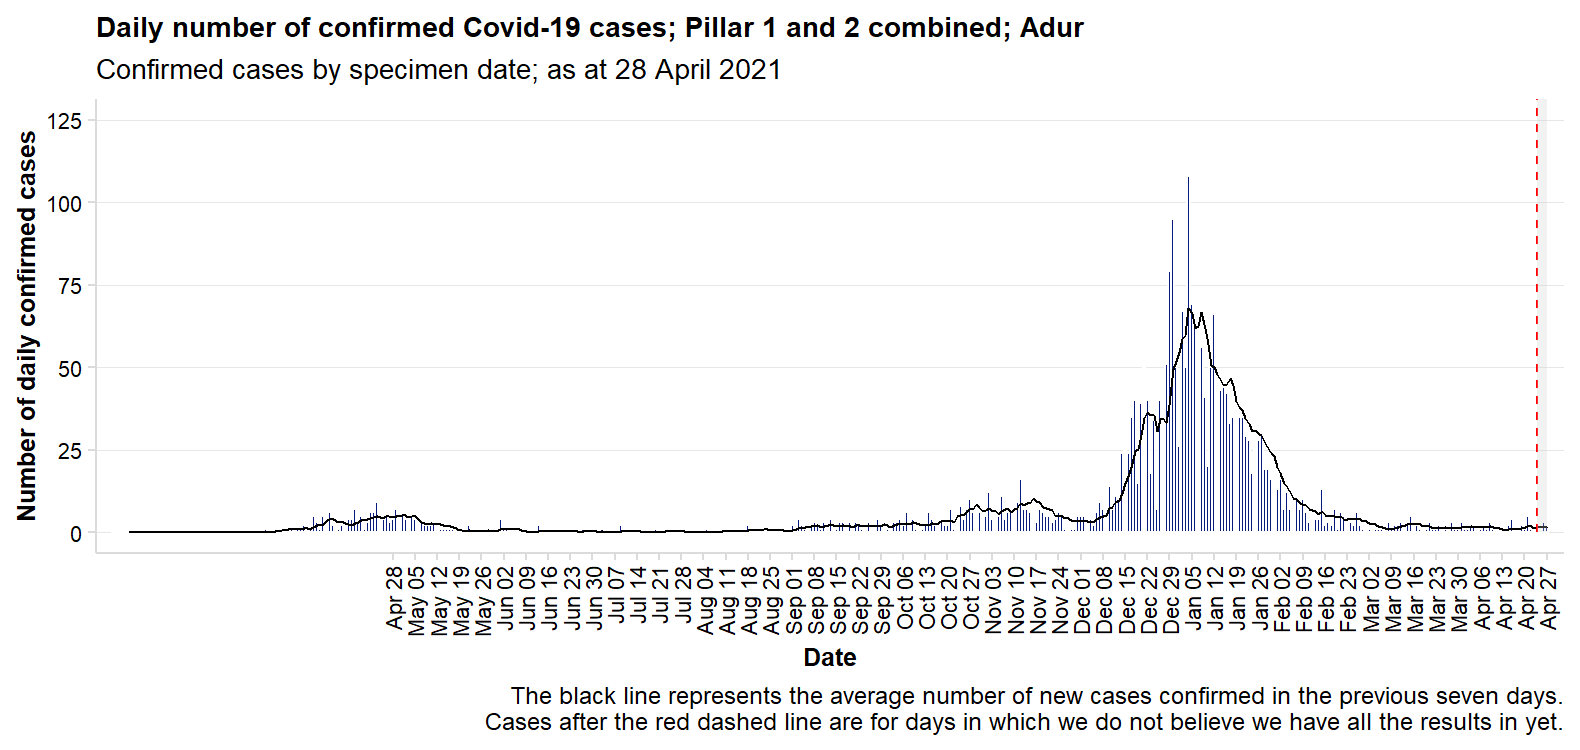 Daily number of confirmed Covid-19 cases; Pillar 1 and 2 combined; Adur
Confirmed cases by specimen date; as at 28 April 2021
Number of daily confirmed cases
125
100
75
50
25
0
Apr 28
May 05
May 12
May 19
May 26
Jun 02
Jun 09
Jun 16
Jun 23
Jun 30
Jul 07
Jul 14
Jul 21
Jul 28
Aug 04
Aug 11
Aug 18
Aug 25
Sep 01
Sep 08
Sep 15
Sep 22
Sep 29
Oct 06
Oct 13
Oct 20
Oct 27
Nov 03
Nov 10
Nov 17
Nov 24
Dec 01
Dec 08
Dec 15
Dec 22
Dec 29
Jan 05
Jan 12
Jan 19
Jan 26
Feb 02
Feb 09
Feb 16
Feb 23
Mar 02
Mar 09
Mar 16
Mar 23
Mar 30
Apr 06
Apr 13
Apr 20
Apr 27
Date
The black line represents the average number of new cases confirmed in the previous seven days.
Cases after the red dashed line are for days in which we do not believe we have all the results in yet.